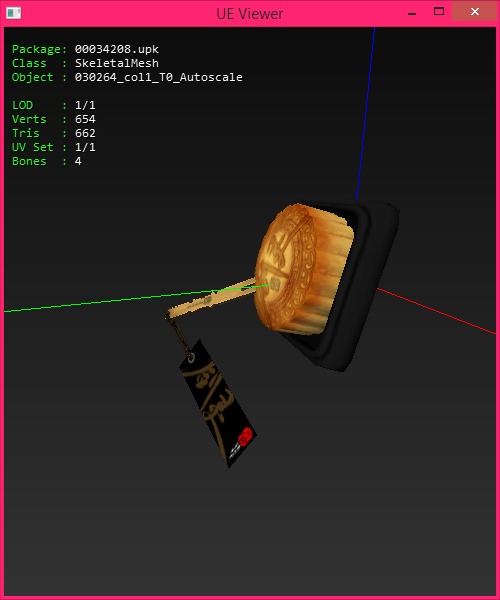 UE Viewer
Package: 00034208.upk
Class : SkeletalMesh
Object : 030264_col1_T0_Autoscale
LOD : 1/1
Verts : 654
Tris : 662
UV Set : 1/1
Bones : 4